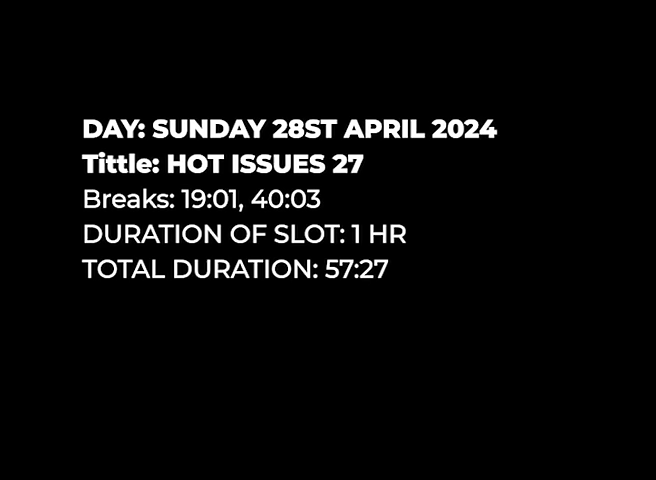 DAY: SUNDAY 28ST APRIL 2024
Tittle: HOT ISSUES 27
Breaks: 19:01, 40:03
DURATION OF SLOT: 1 HR
TOTAL DURATION: 57:27